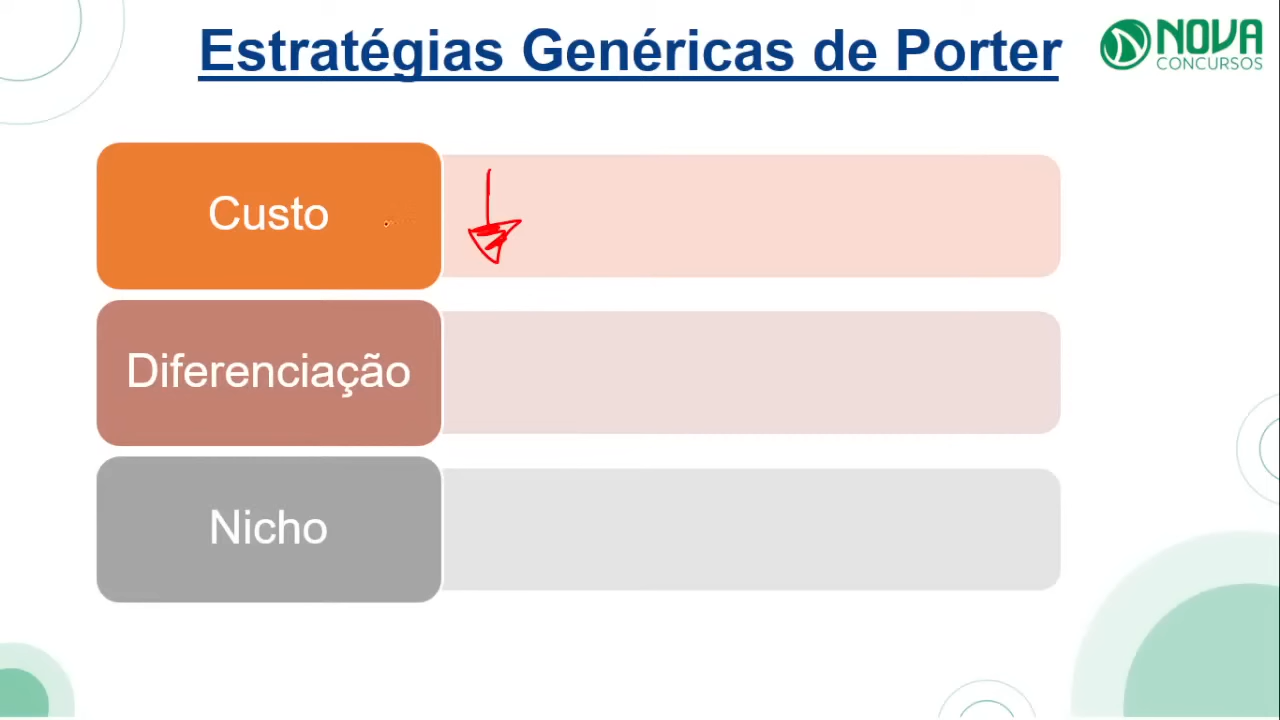 Estratégias Genéricas de Porter
NOVA
CONCURSOS
Custo
Diferenciação
Nicho